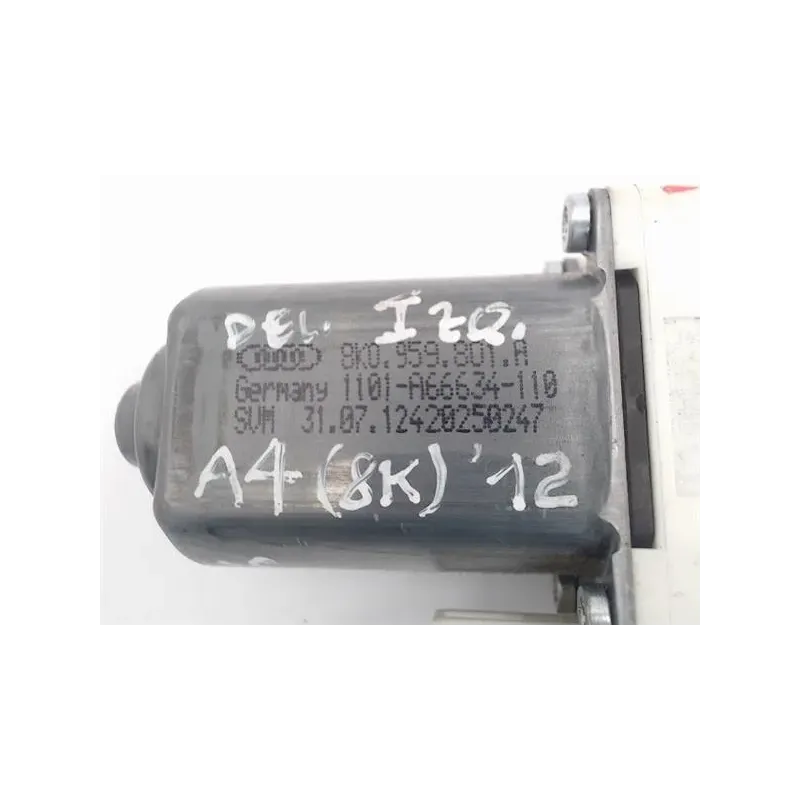 DEL. IZQ.
8K0.959.801.A
Germany 1101-A66634-110
SVM 31.07.12420250247
A4 (8K) '12